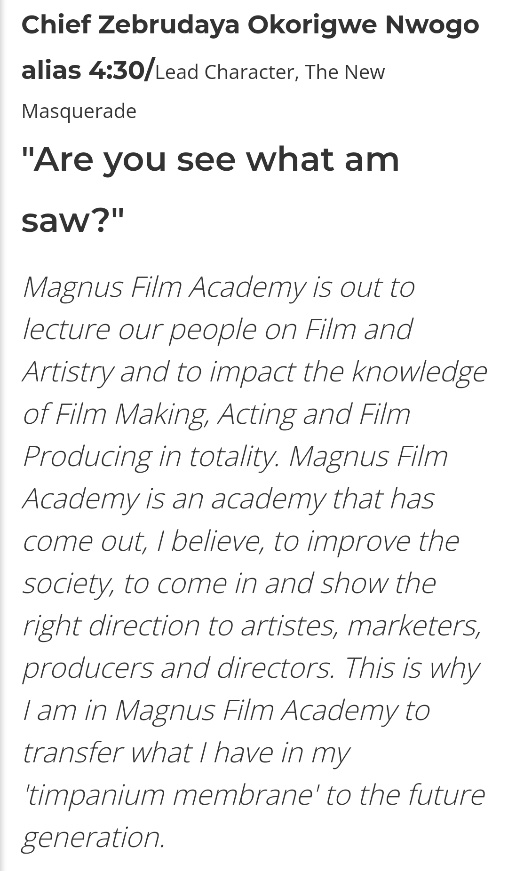 Chief Zebrudaya Okorigwe Nwogo
alias 4:30/Lead Character, The New
Masquerade
"Are you see what am
saw?"
Magnus Film Academy is out to
lecture our people on Film and
Artistry and to impact the knowledge
of Film Making, Acting and Film
Producing in totality. Magnus Film
Academy is an academy that has
come out, I believe, to improve the
society, to come in and show the
right direction to artistes, marketers,
producers and directors. This is why
I am in Magnus Film Academy to
transfer what I have in my
'timpanium membrane' to the future
generation.